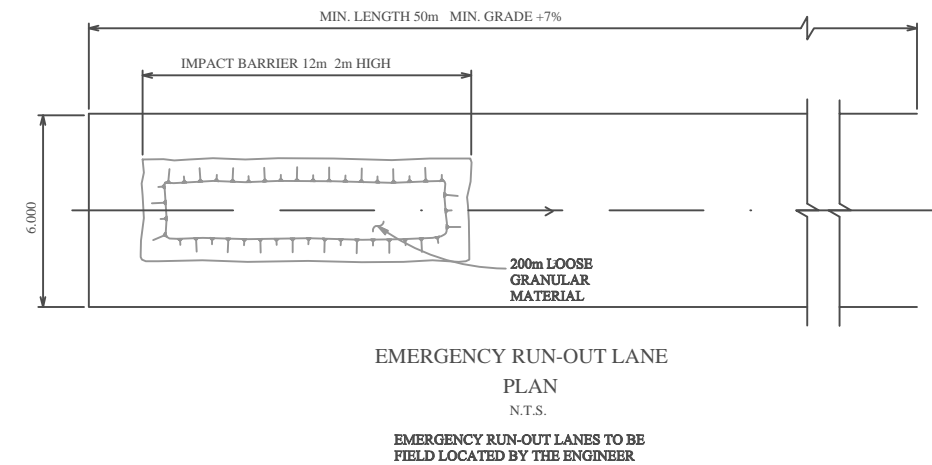 MIN. LENGTH 50m MIN. GRADE +7%
IMPACT BARRIER 12m 2m HIGH
6.000
200m LOOSE
GRANULAR
MATERIAL
EMERGENCY RUN-OUT LANE
PLAN
N.T.S.
EMERGENCY RUN-OUT LANES TO BE
FIELD LOCATED BY THE ENGINEER